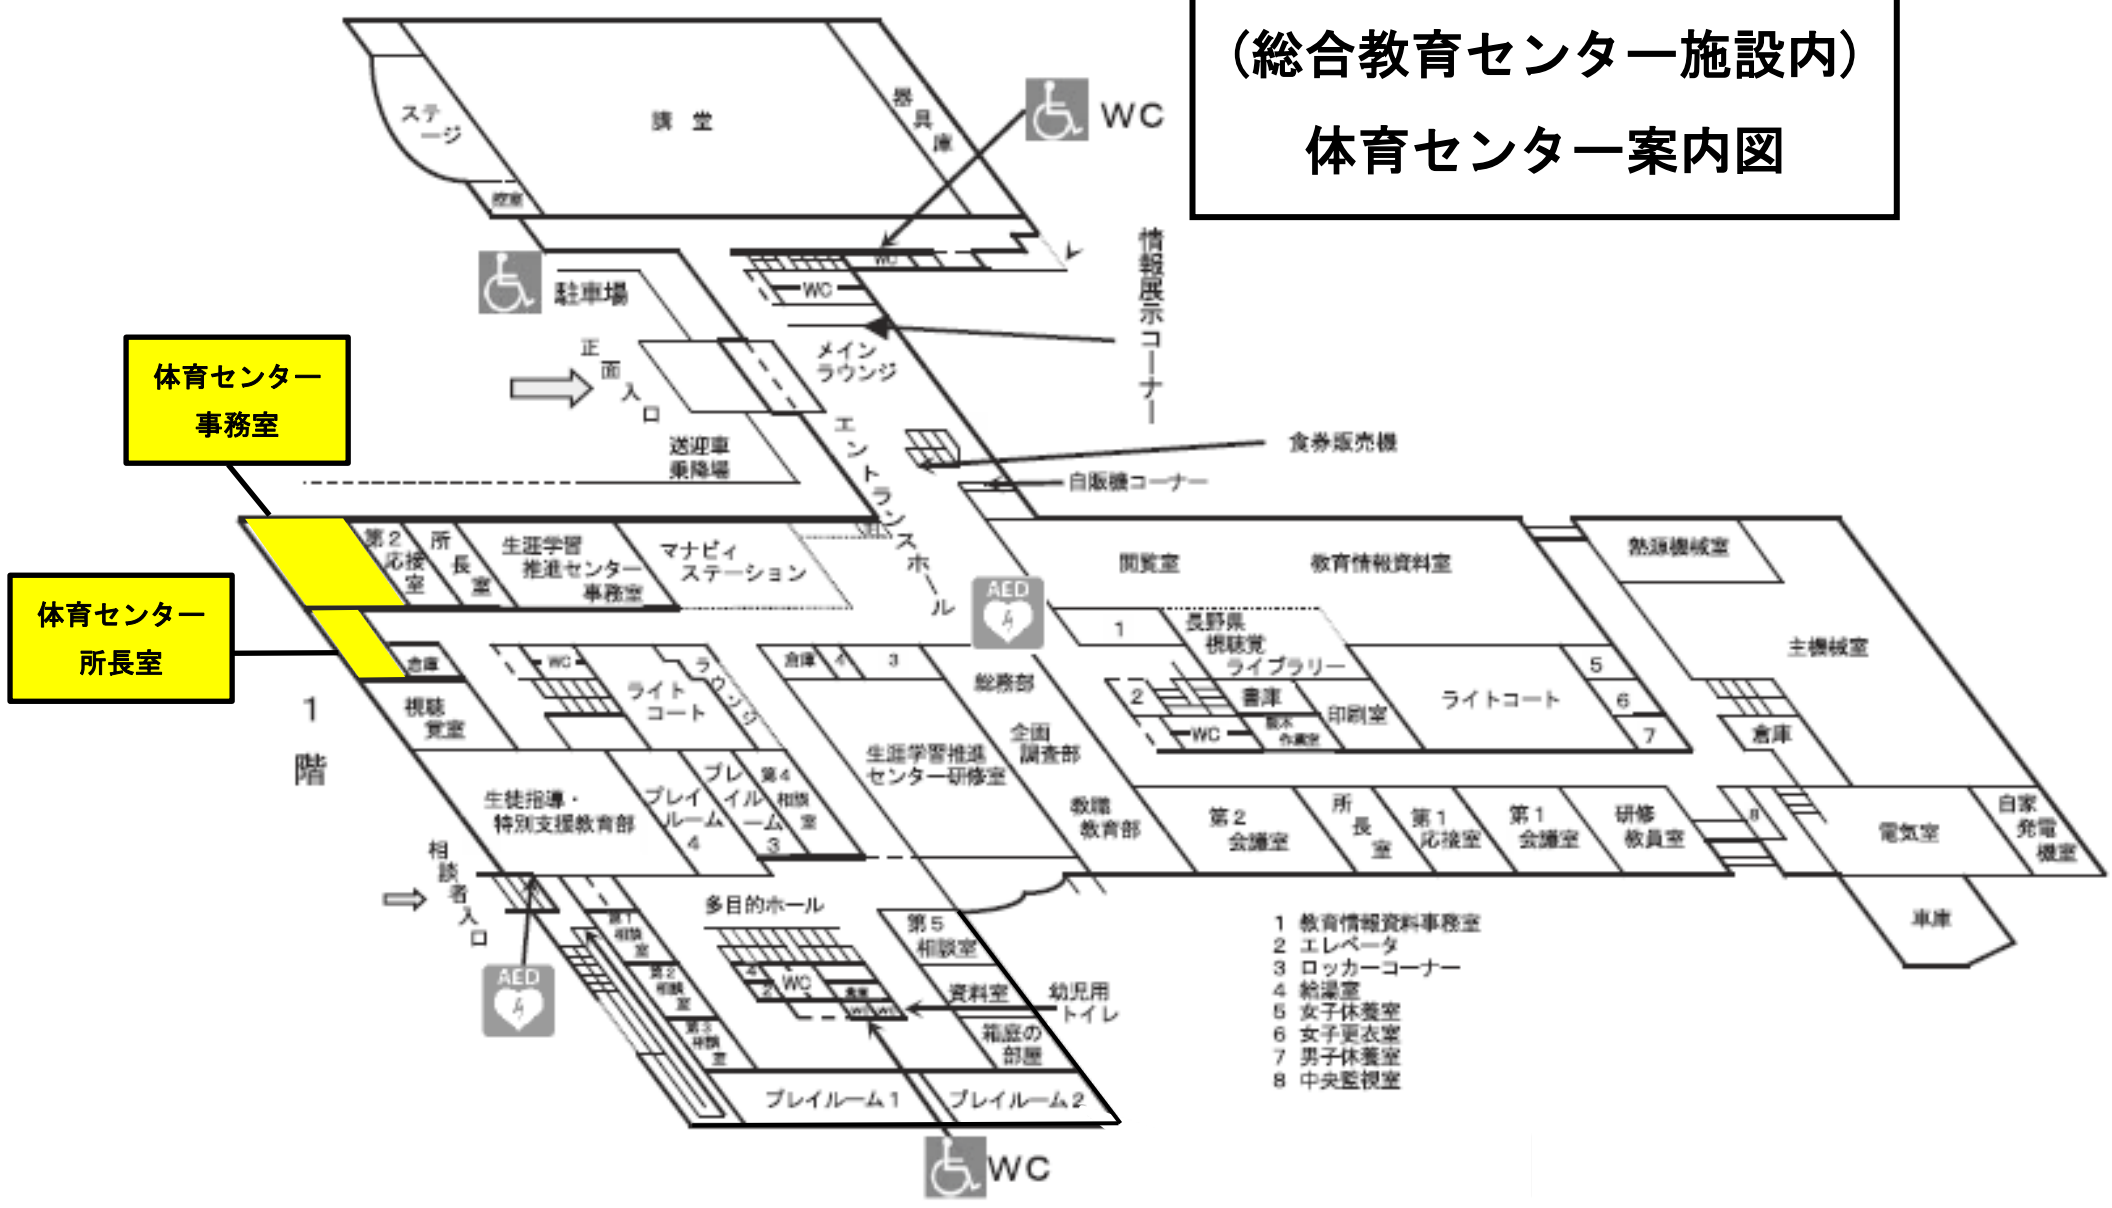 (総合教育センター施設内)
体育センター案内図
ステ
ージ
講堂
器具庫
控室
WC
情報展示コーナー
WC
WC
駐車場
正面入口
メイン
ラウンジ
送迎車
乗降場
エントランスホール
食券販売機
自販機コーナー
体育センター
事務室
体育センター
所長室
第2
応接
室
所長室
生涯学習
推進センター
事務室
マナビィ
ステーション
AED
閲覧室
教育情報資料室
熱源機械室
主機械室
1
長野県
視聴覚
ライブラリー
倉庫
視聴
覚室
WC
ライト
コート
ラウンジ
倉庫
4
3
総務部
企画
調査部
教職
教育部
生涯学習推進
センター研修室
2
書庫
印刷室
WC
ライトコート
5
6
7
倉庫
1
階
生徒指導・
特別支援教育部
プレイ
ルーム
4
プレ
イル
ーム
3
第4
相談
室
第2
会議室
所長室
第1
応接室
第1
会議室
研修
教員室
8
電気室
自家
発電
機室
車庫
相談者入口
AED
多目的ホール
第1
相談
室
第2
相談
室
第3
相談
室
4
2
WC
倉庫
WC WC
第5
相談室
資料室
箱庭の
部屋
幼児用
トイレ
プレイルーム1
プレイルーム2
WC
1 教育情報資料事務室
2 エレベータ
3 ロッカーコーナー
4 給湯室
5 女子休養室
6 女子更衣室
7 男子休養室
8 中央監視室